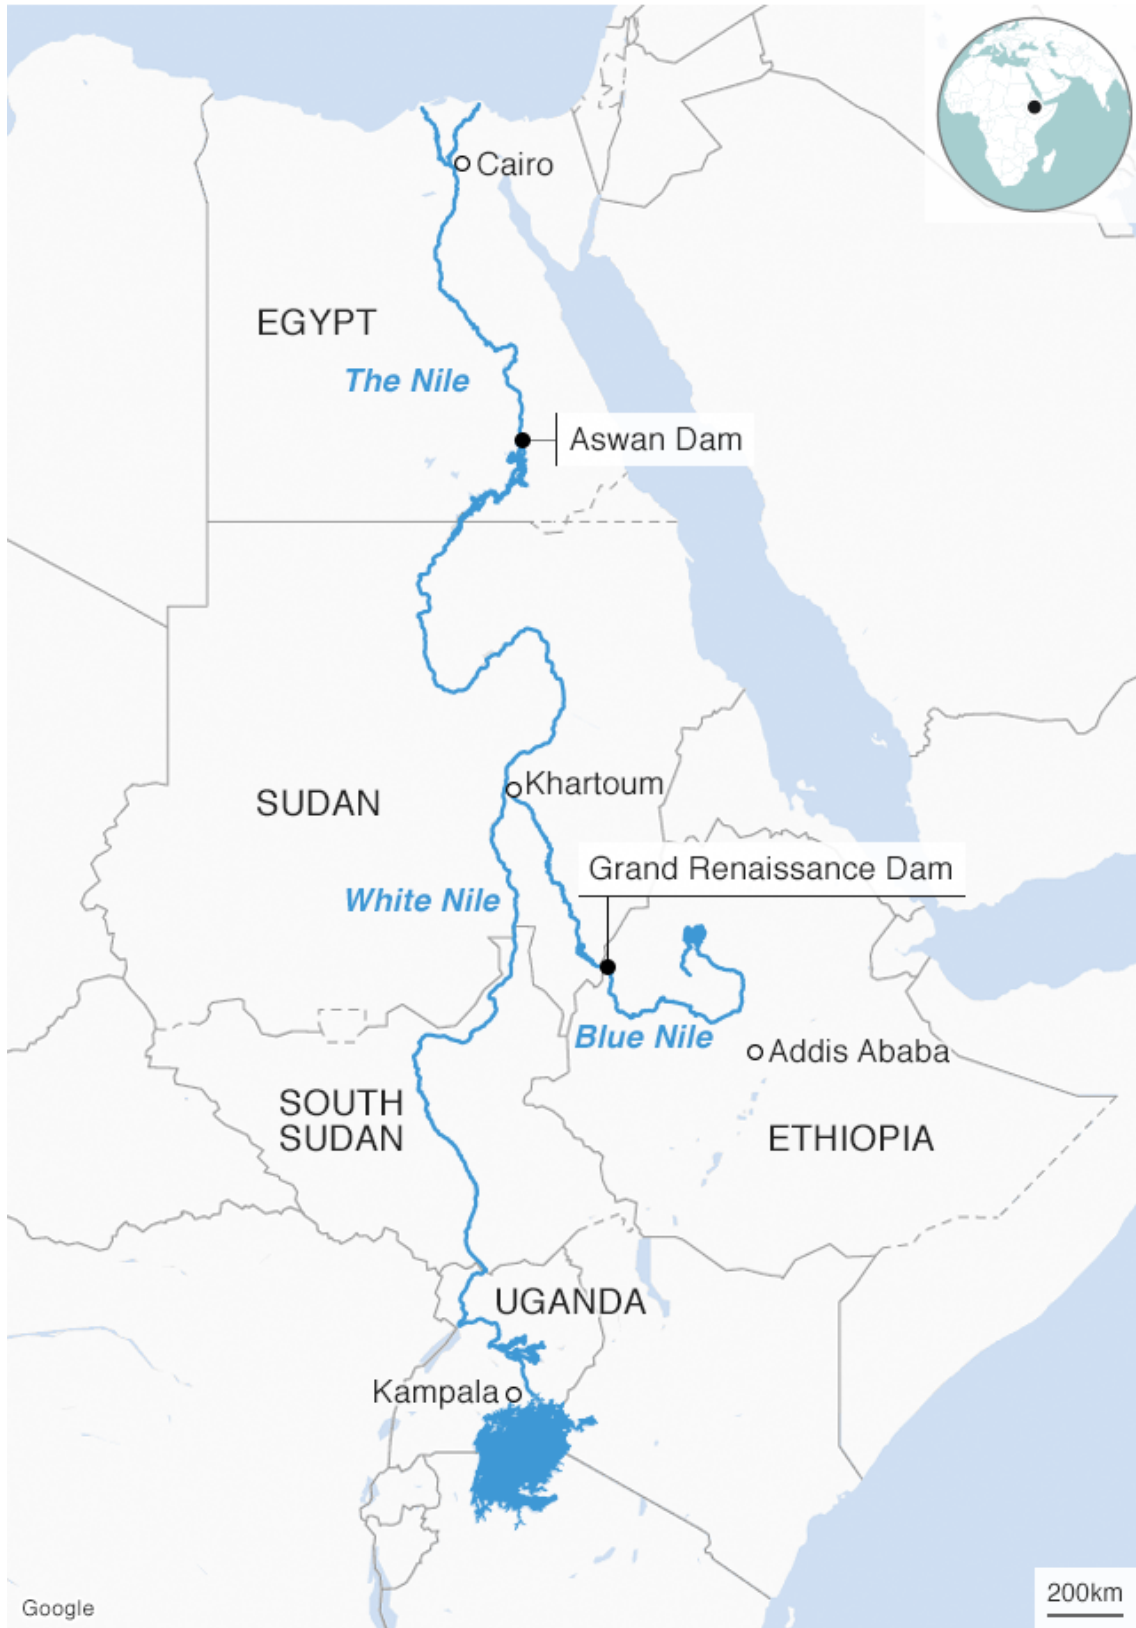 Cairo
EGYPT
The Nile
Aswan Dam
Khartoum
SUDAN
Grand Renaissance Dam
White Nile
Blue Nile
Addis Ababa
SOUTH
SUDAN
ETHIOPIA
UGANDA
Kampala
200km
Google